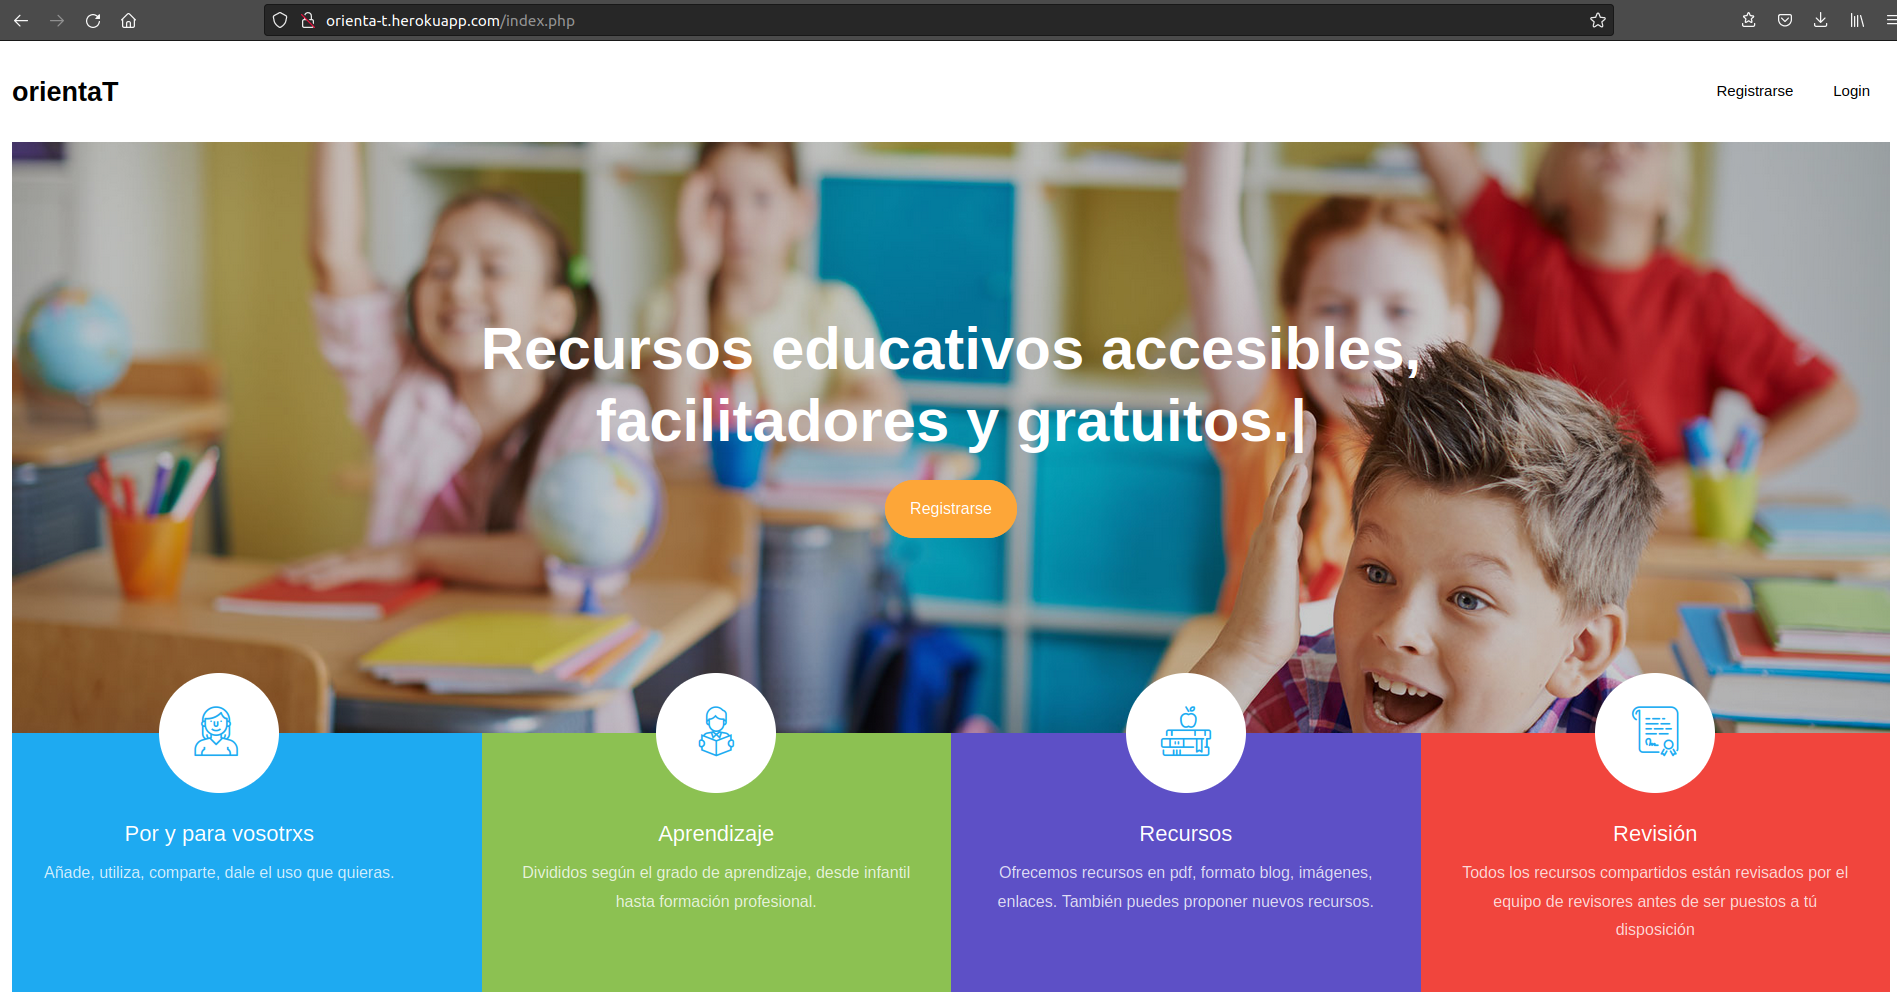 orienta-t.herokuapp.com/index.php
orientaT
Registrarse
Login
Recursos educativos accesibles,
facilitadores y gratuitos.|
Registrarse
Por y para vosotrxs
Añade, utiliza, comparte, dale el uso que quieras.
Aprendizaje
Divididos según el grado de aprendizaje, desde infantil
hasta formación profesional.
Recursos
Ofrecemos recursos en pdf, formato blog, imágenes,
enlaces. También puedes proponer nuevos recursos.
Revisión
Todos los recursos compartidos están revisados por el
equipo de revisores antes de ser puestos a tú
disposición